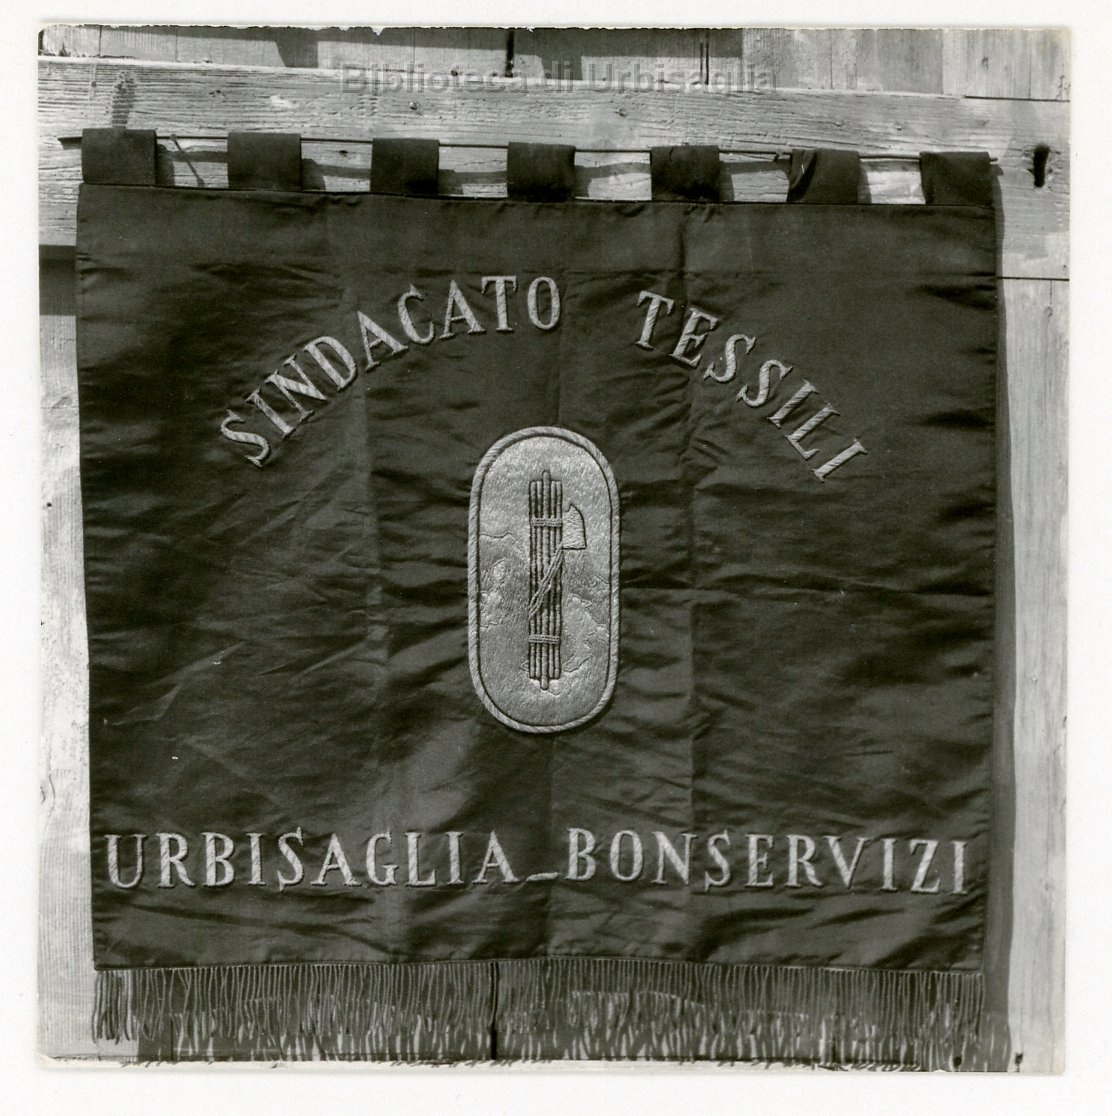 Biblioteca di Urbisaglia
SINDACATO TESSILI
URBISAGLIA_BONSERVIZI